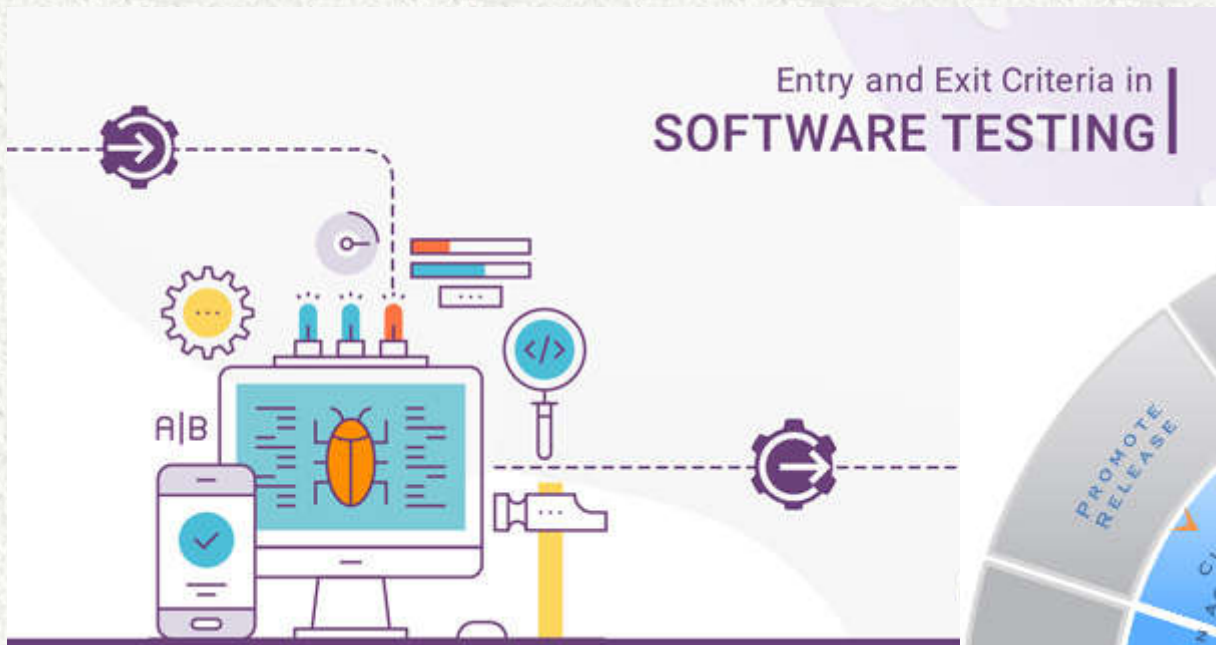 Entry and Exit Criteria in
SOFTWARE TESTING
A|B
</>
PROMOTE
RELEASE